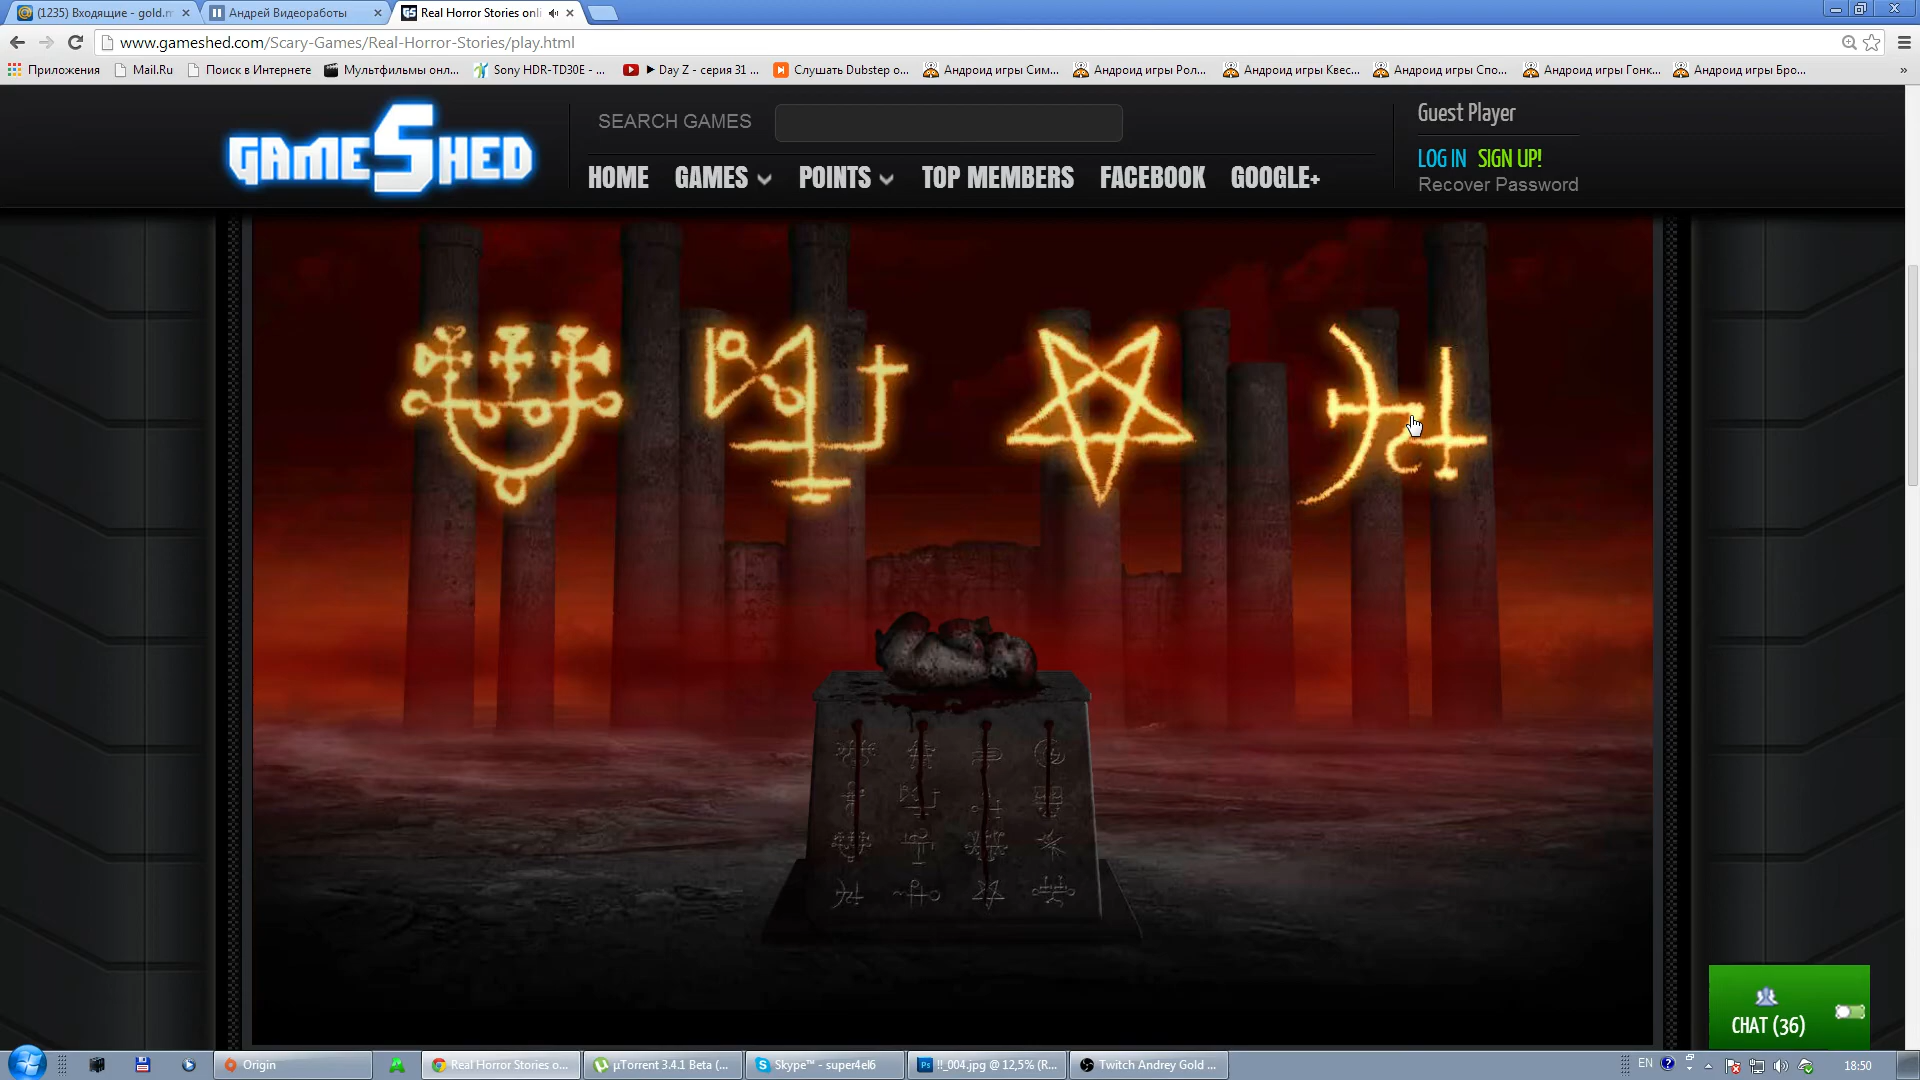 (1235) Входящие - gold.m
Андрей Видеоработы
Real Horror Stories onli
www.gameshed.com/Scary-Games/Real-Horror-Stories/play.html
Приложения
Mail.Ru
Поиск в Интернете
Мультфильмы онл...
Sony HDR-TD30E - ...
Day Z - серия 31 ...
Слушать Dubstep о...
Андроид игры Сим...
Андроид игры Рол...
Андроид игры Квес...
Андроид игры Спо...
Андроид игры Гонк...
Андроид игры Бро...
»
GAMESHED
SEARCH GAMES
Guest Player
LOG IN SIGN UP!
Recover Password
HOME GAMES POINTS TOP MEMBERS FACEBOOK GOOGLE+
CHAT (36)
Origin
Real Horror Stories o...
µTorrent 3.4.1 Beta (...
Skype™ - super4el6
!!_004.jpg @ 12,5% (R...
Twitch Andrey Gold ...
EN
18:50